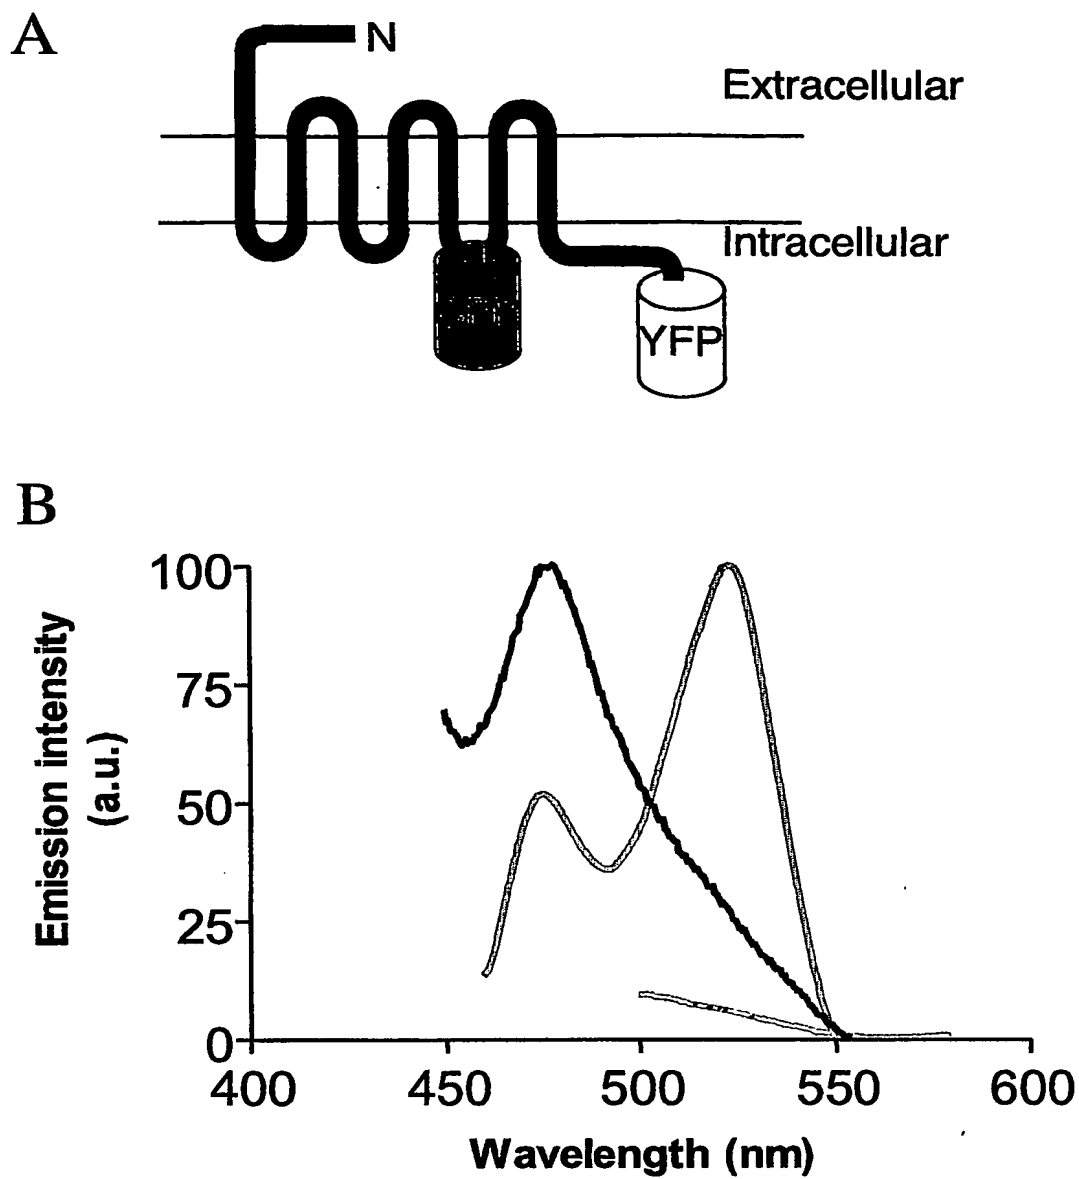 A
N
Extracellular
Intracellular
YFP
B
100
75
50
25
0
400 450 500 550 600
Emission intensity
(a.u.)
Wavelength (nm)